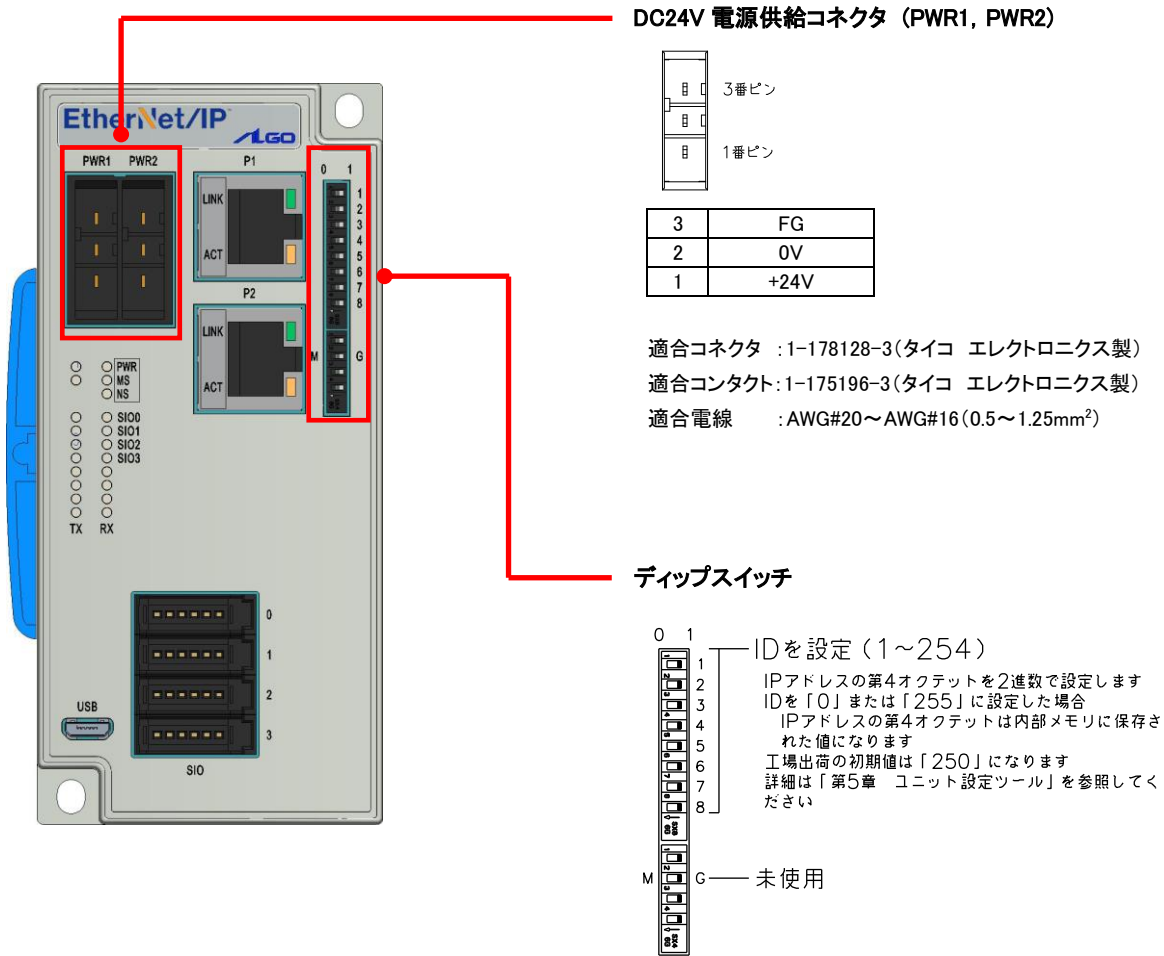 DC24V 電源供給コネクタ (PWR1, PWR2)
3番ピン
1番ピン
3 FG
2 0V
1 +24V
適合コネクタ :1-178128-3(タイコ エレクトロニクス製)
適合コンタクト:1-175196-3(タイコ エレクトロニクス製)
適合電線 :AWG#20~AWG#16(0.5~1.25mm²)
EtherNet/IP
ALGO
PWR1 PWR2
P1
LINK
ACT
P2
LINK
ACT
0 1
1
2
3
4
5
6
7
8
M G
PWR
MS
NS
SIO0
SIO1
SIO2
SIO3
TX RX
USB
0
1
2
3
SIO
ディップスイッチ
0 1
1
2
3
4
5
6
7
8
IDを設定(1~254)
IPアドレスの第4オクテットを2進数で設定します
IDを「0」または「255」に設定した場合
IPアドレスの第4オクテットは内部メモリに保存さ
れた値になります
工場出荷の初期値は「250」になります
詳細は「第5章 ユニット設定ツール」を参照してく
ださい
M G 未使用